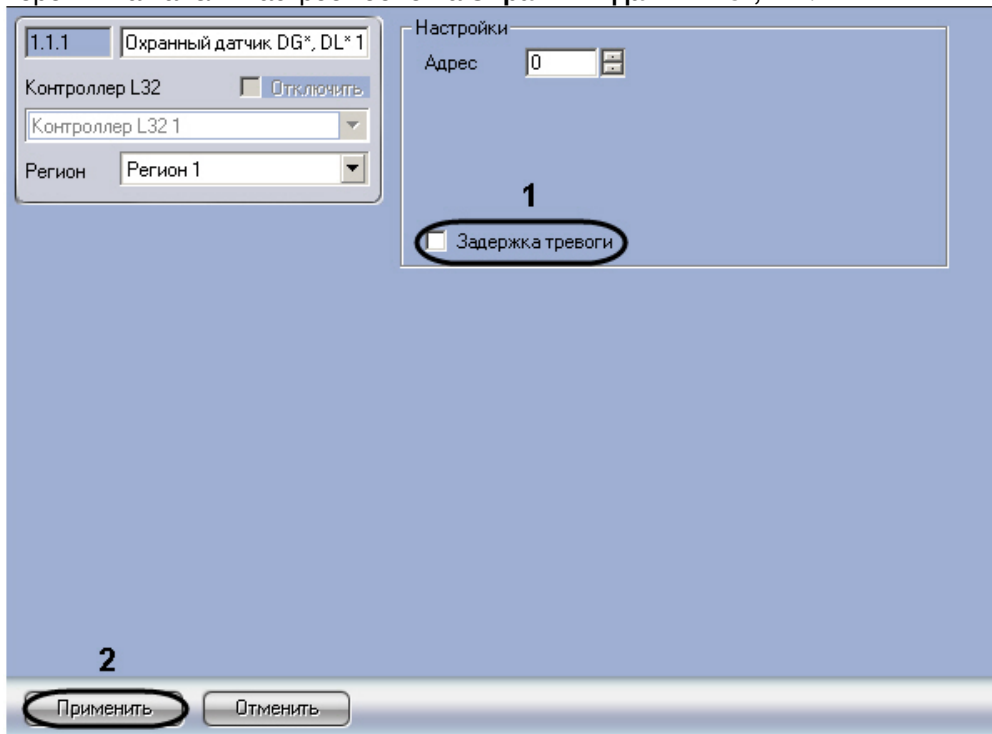 1.1.1
Охранный датчик DG*, DL* 1
Контроллер L32
Отключить
Контроллер L32 1
Регион
Регион 1
Настройки
Адрес
0
1
Задержка тревоги
2
Применить
Отменить